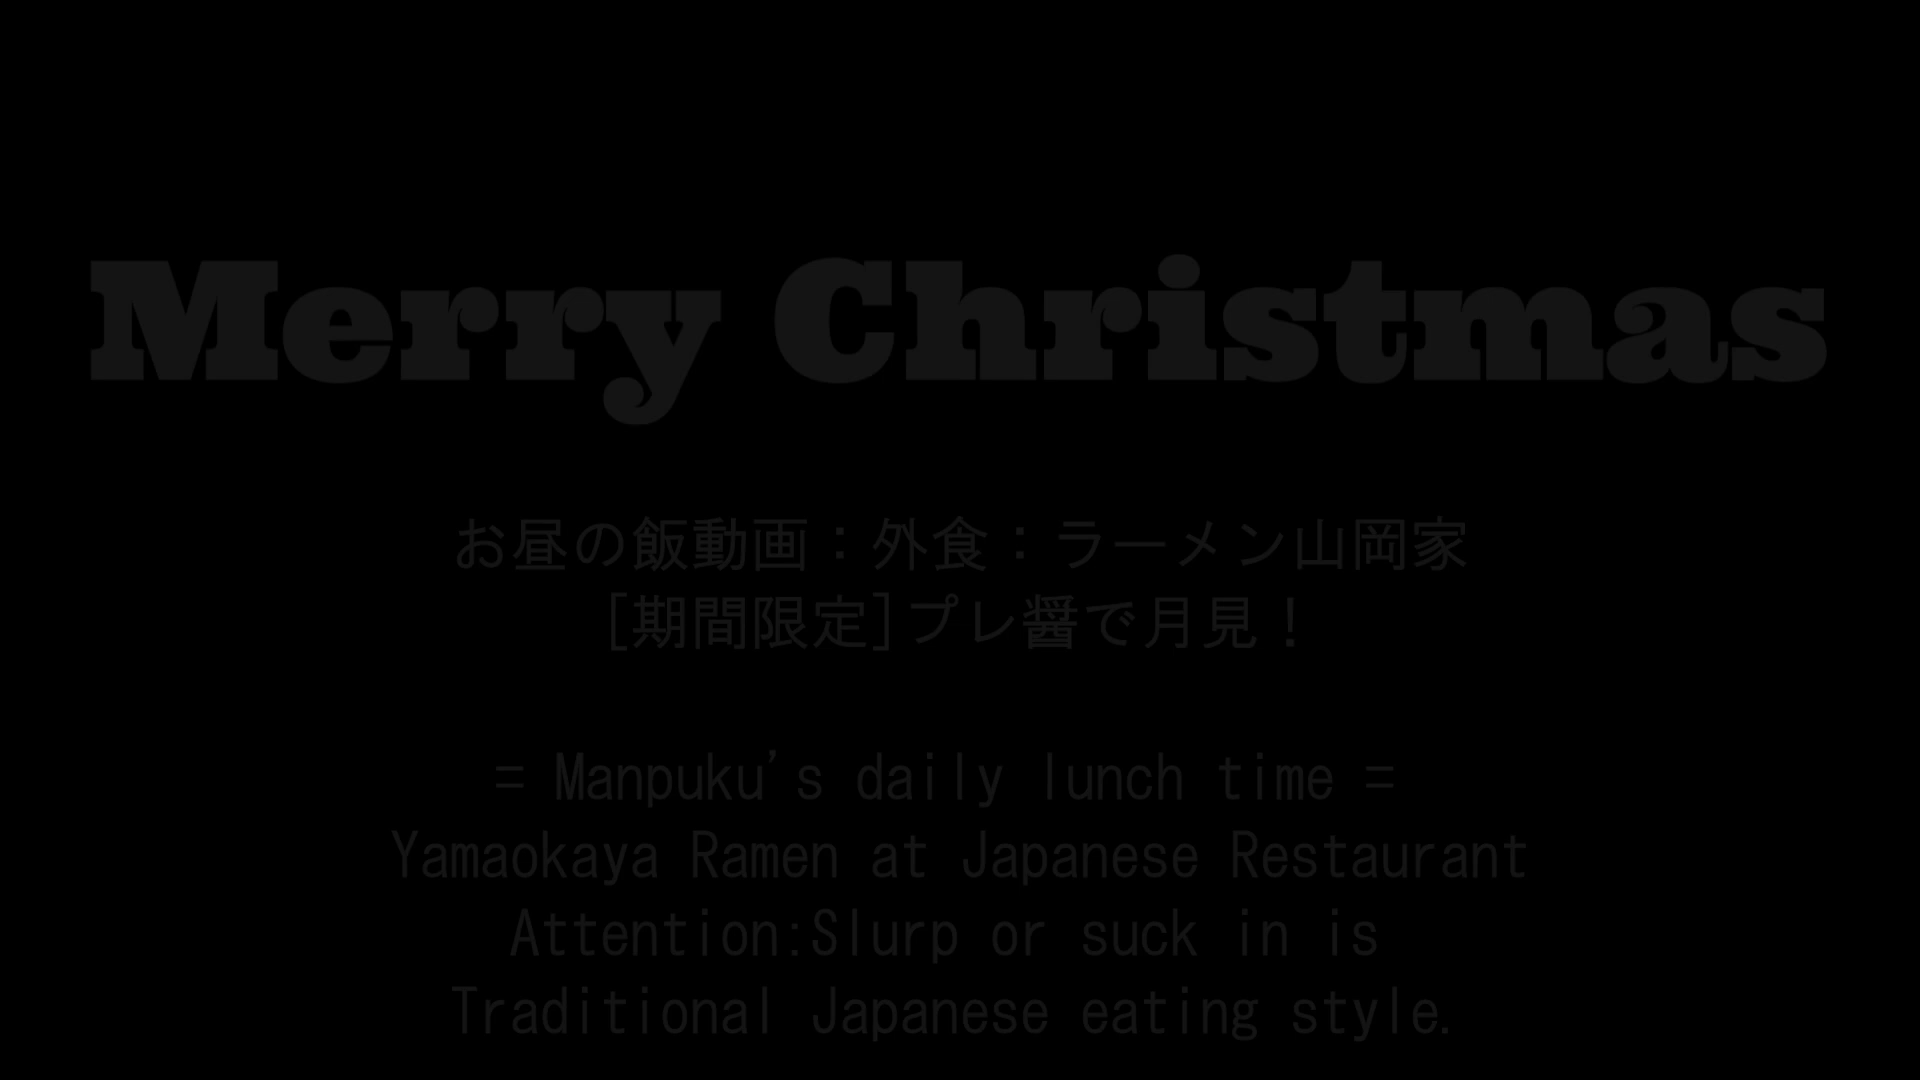 Merry Christmas
お昼の飯動画：外食：ラーメン山岡家
[期間限定]プレ醤で月見！
= Manpuku's daily lunch time =
Yamaokaya Ramen at Japanese Restaurant
Attention:Slurp or suck in is
Traditional Japanese eating style.